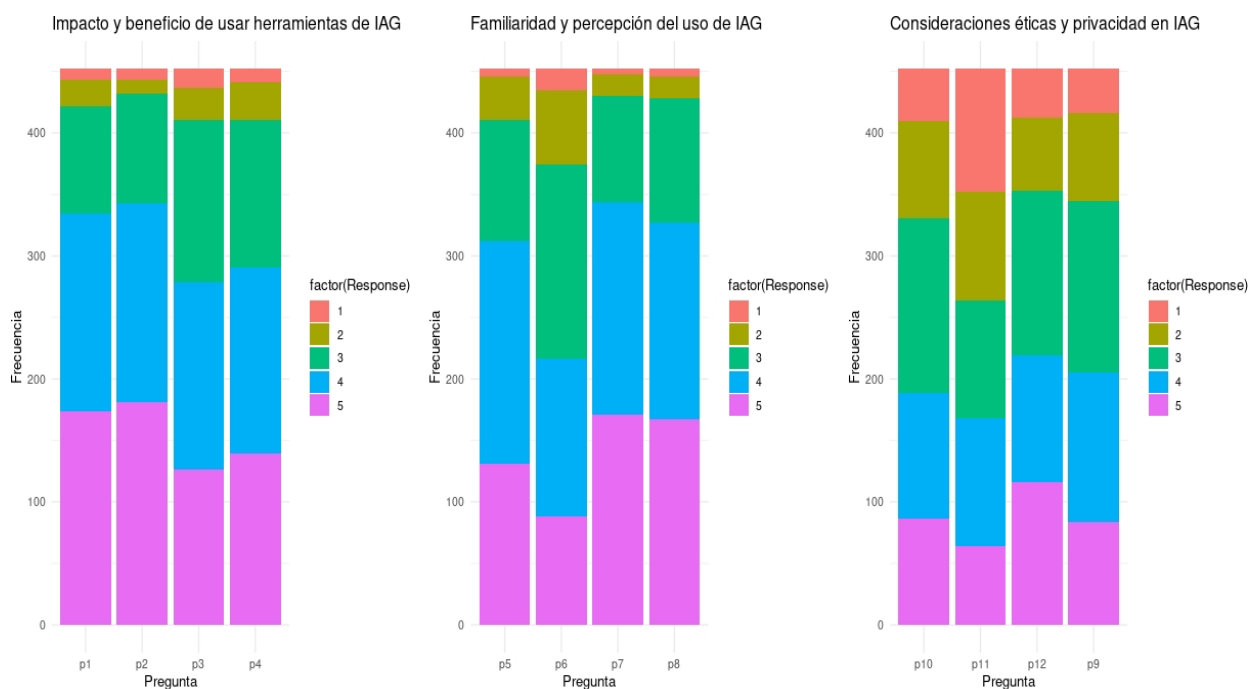 Impacto y beneficio de usar herramientas de IAG
Frecuencia
400
300
200
100
0
p1 p2 p3 p4
Pregunta
factor(Response)
1
2
3
4
5
Familiaridad y percepción del uso de IAG
Frecuencia
400
300
200
100
0
p5 p6 p7 p8
Pregunta
factor(Response)
1
2
3
4
5
Consideraciones éticas y privacidad en IAG
Frecuencia
400
300
200
100
0
p10 p11 p12 p9
Pregunta
factor(Response)
1
2
3
4
5